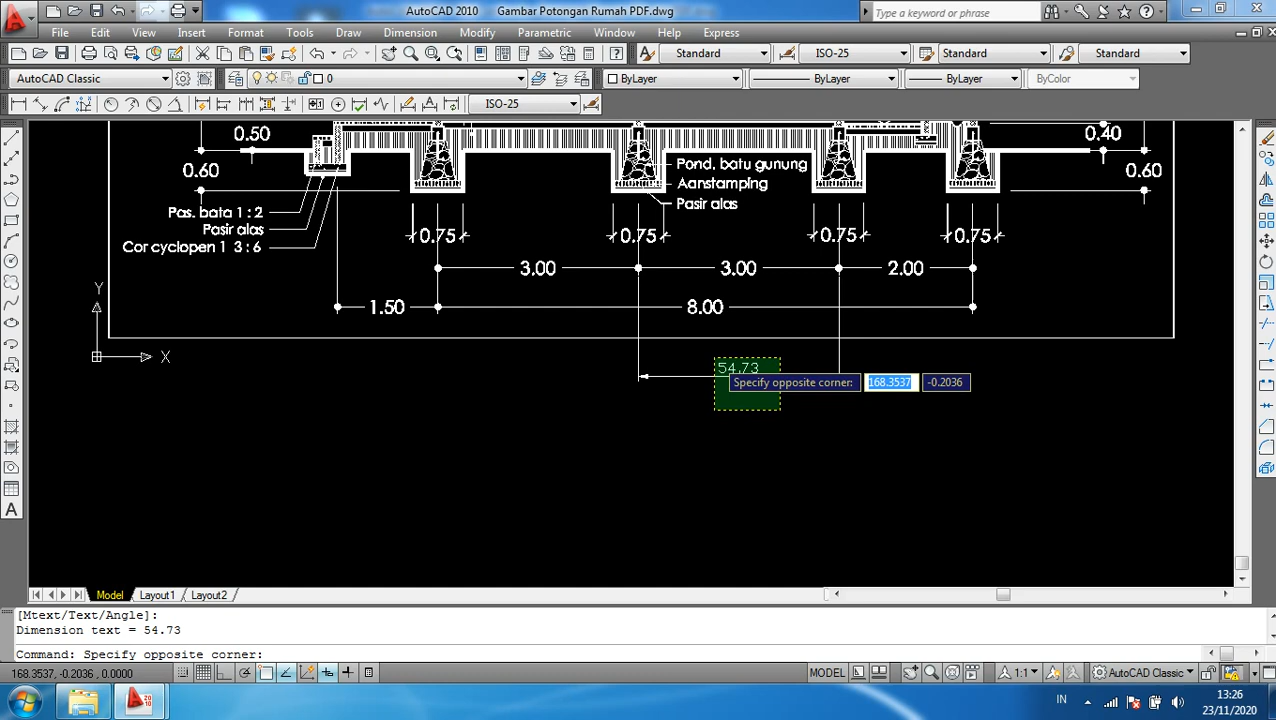 AutoCAD 2010 Gambar Potongan Rumah PDF.dwg
Type a keyword or phrase
File Edit View Insert Format Tools Draw Dimension Modify Parametric Window Help Express
Standard ISO-25 Standard Standard
AutoCAD Classic 0 ByLayer ByLayer ByLayer ByColor
ISO-25
0.50 0.40
0.60 Pond. batu gunung 0.60
Aanstamping
Pas. bata 1 : 2 Pasir alas
Pasir alas
Cor cyclopen 1 3 : 6
0.75 0.75 0.75 0.75
3.00 3.00 2.00
1.50 8.00
Y
X
54.73
Specify opposite corner: 168.3537 -0.2036
A
Model Layout1 Layout2
[Mtext/Text/Angle]:
Dimension text = 54.73
Command: Specify opposite corner:
168.3537, -0.2036 , 0.0000 MODEL 1:1 AutoCAD Classic
IN 13:26
23/11/2020